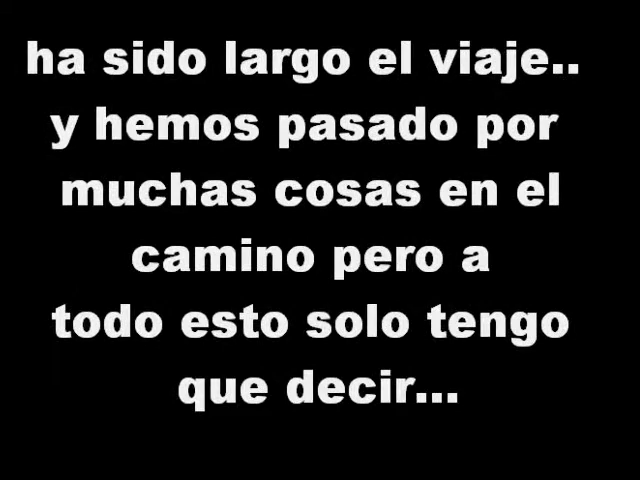 ha sido largo el viaje..
y hemos pasado por
muchas cosas en el
camino pero a
todo esto solo tengo
que decir...